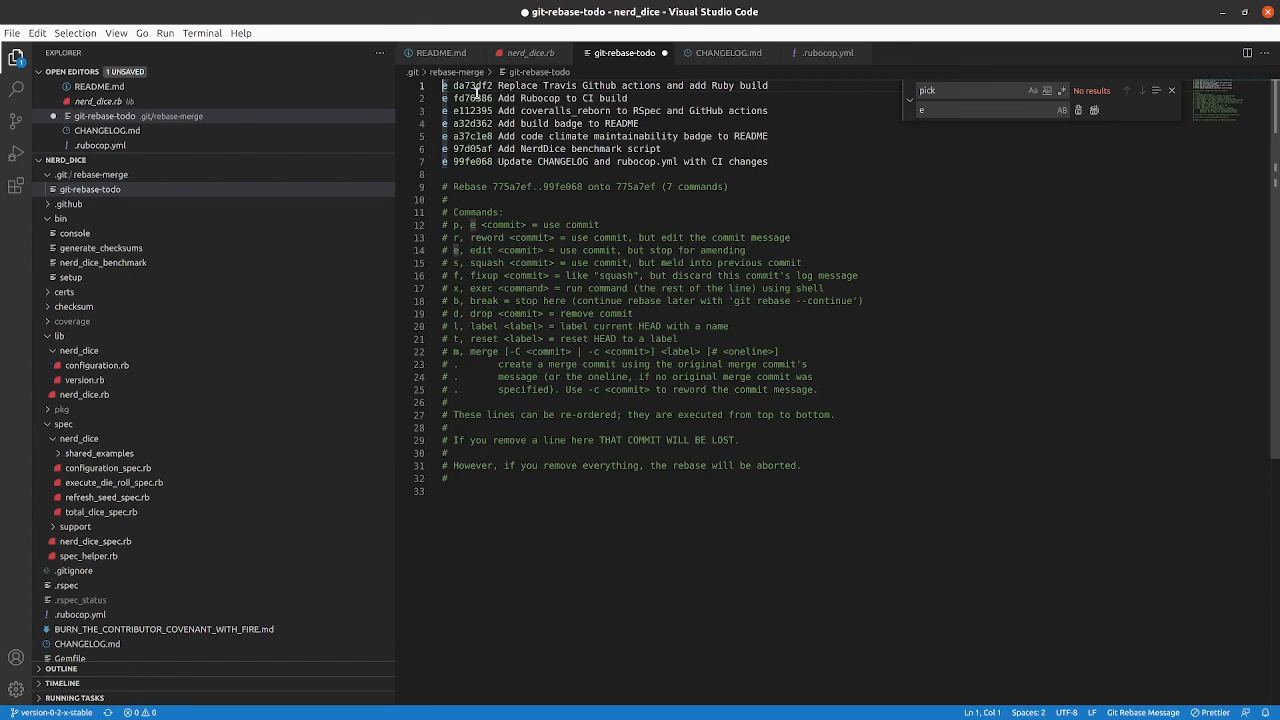 ● git-rebase-todo - nerd_dice - Visual Studio Code
File Edit Selection View Go Run Terminal Help
EXPLORER
OPEN EDITORS 1 UNSAVED
README.md
nerd_dice.rb lib
git-rebase-todo .git/rebase-merge
CHANGELOG.md
.rubocop.yml
NERD_DICE
.git / rebase-merge
git-rebase-todo
.github
bin
console
generate_checksums
nerd_dice_benchmark
setup
certs
checksum
coverage
lib
nerd_dice
configuration.rb
version.rb
nerd_dice.rb
pkg
spec
nerd_dice
shared_examples
configuration_spec.rb
execute_die_roll_spec.rb
refresh_seed_spec.rb
total_dice_spec.rb
support
nerd_dice_spec.rb
spec_helper.rb
.gitignore
.rspec
.rspec_status
.rubocop.yml
BURN_THE_CONTRIBUTOR_COVENANT_WITH_FIRE.md
CHANGELOG.md
Gemfile
OUTLINE
TIMELINE
RUNNING TASKS
README.md nerd_dice.rb git-rebase-todo ● CHANGELOG.md .rubocop.yml
.git > rebase-merge > git-rebase-todo
pick Aa No results
e AB
1 e da73df2 Replace Travis Github actions and add Ruby build
2 e fd76986 Add Rubocop to CI build
3 e e112395 Add coveralls_reborn to RSpec and GitHub actions
4 e a32d362 Add build badge to README
5 e a37c1e8 Add code climate maintainability badge to README
6 e 97d05af Add NerdDice benchmark script
7 e 99fe068 Update CHANGELOG and rubocop.yml with CI changes
8
9 # Rebase 775a7ef..99fe068 onto 775a7ef (7 commands)
10 #
11 # Commands:
12 # p, e <commit> = use commit
13 # r, reword <commit> = use commit, but edit the commit message
14 # e, edit <commit> = use commit, but stop for amending
15 # s, squash <commit> = use commit, but meld into previous commit
16 # f, fixup <commit> = like "squash", but discard this commit's log message
17 # x, exec <command> = run command (the rest of the line) using shell
18 # b, break = stop here (continue rebase later with 'git rebase --continue')
19 # d, drop <commit> = remove commit
20 # l, label <label> = label current HEAD with a name
21 # t, reset <label> = reset HEAD to a label
22 # m, merge [-C <commit> | -c <commit>] <label> [# <oneline>]
23 # . create a merge commit using the original merge commit's
24 # . message (or the oneline, if no original merge commit was
25 # . specified). Use -c <commit> to reword the commit message.
26 #
27 # These lines can be re-ordered; they are executed from top to bottom.
28 #
29 # If you remove a line here THAT COMMIT WILL BE LOST.
30 #
31 # However, if you remove everything, the rebase will be aborted.
32 #
33
version-0-2-x-stable 0 0 Ln 1, Col 1 Spaces: 2 UTF-8 LF Git Rebase Message Prettier